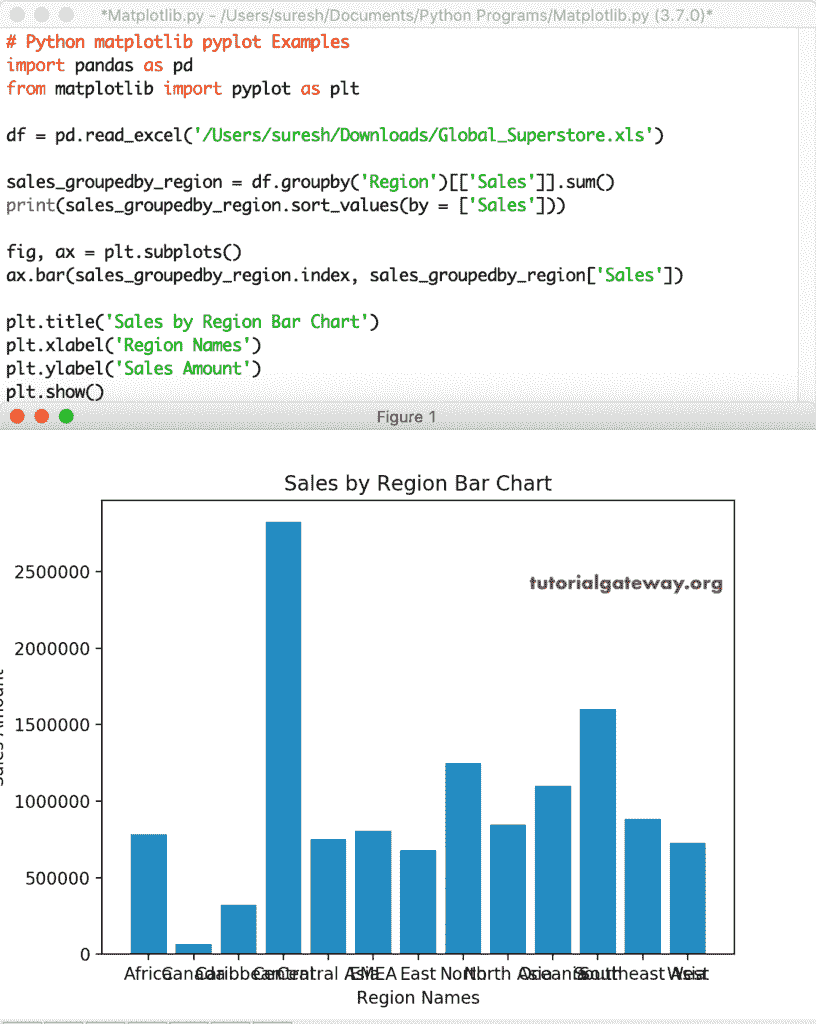 *Matplotlib.py - /Users/suresh/Documents/Python Programs/Matplotlib.py (3.7.0)*
# Python matplotlib pyplot Examples
import pandas as pd
from matplotlib import pyplot as plt
df = pd.read_excel('/Users/suresh/Downloads/Global_Superstore.xls')
sales_groupedby_region = df.groupby('Region')[['Sales']].sum()
print(sales_groupedby_region.sort_values(by = ['Sales']))
fig, ax = plt.subplots()
ax.bar(sales_groupedby_region.index, sales_groupedby_region['Sales'])
plt.title('Sales by Region Bar Chart')
plt.xlabel('Region Names')
plt.ylabel('Sales Amount')
plt.show()
Figure 1
Sales by Region Bar Chart
tutorialgateway.org
2500000
2000000
1500000
1000000
500000
0
Sales Amount
Africa Canada Caribbean Central Central Asia EMEA East North North Asia Oceania South Southeast Asia West
Region Names